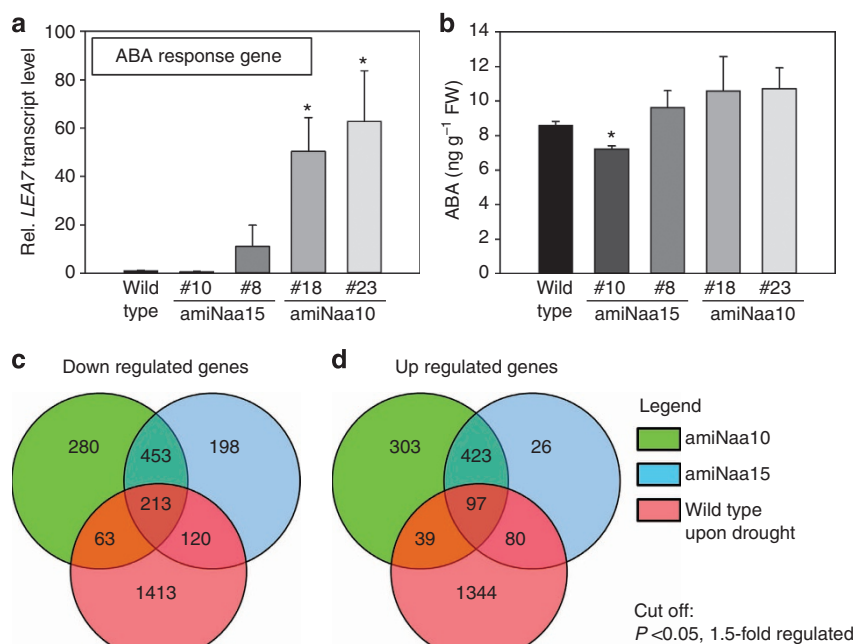 a
100
80
60
40
20
0
Rel. LEA7 transcript level
ABA response gene
*
*
Wild
type
#10
#8
#18
#23
amiNaa15
amiNaa10
b
14
12
10
8
6
4
2
0
ABA (ng g⁻¹ FW)
*
Wild
type
#10
#8
#18
#23
amiNaa15
amiNaa10
c
Down regulated genes
280
453
198
213
63
120
1413
d
Up regulated genes
303
423
26
97
39
80
1344
Legend
amiNaa10
amiNaa15
Wild type
upon drought
Cut off:
P <0.05, 1.5-fold regulated